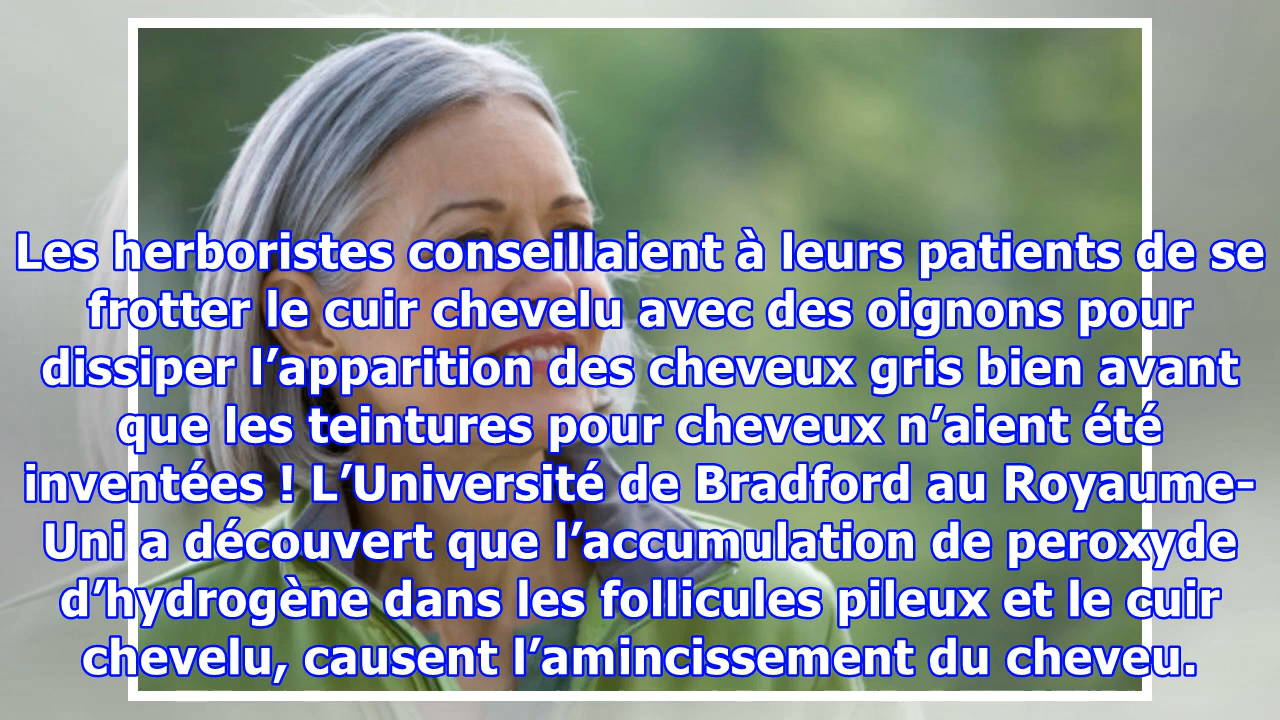 Les herboristes conseillaient à leurs patients de se
frotter le cuir chevelu avec des oignons pour
dissiper l’apparition des cheveux gris bien avant
que les teintures pour cheveux n’aient été
inventées ! L’Université de Bradford au Royaume-
Uni a découvert que l’accumulation de peroxyde
d’hydrogène dans les follicules pileux et le cuir
chevelu, causent l’amincissement du cheveu.